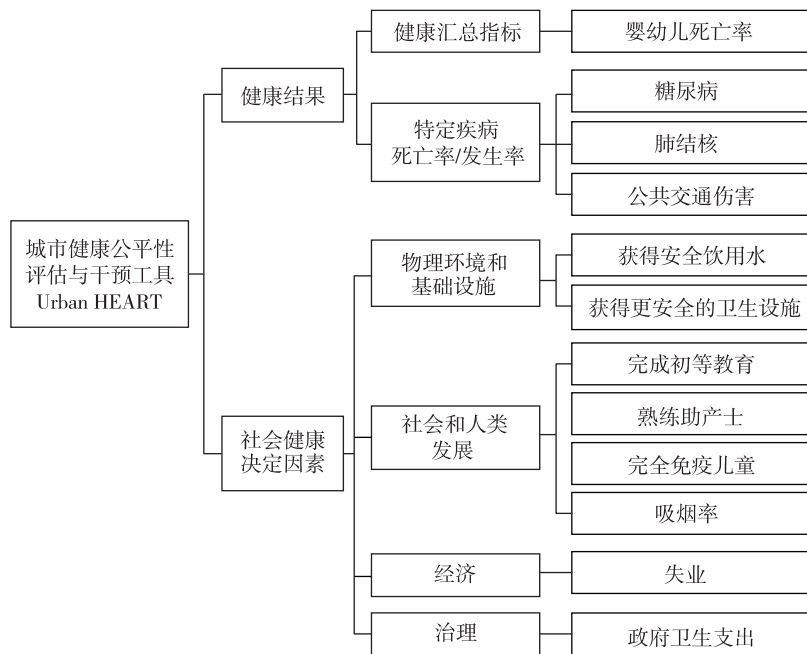 城市健康公平性
评估与干预工具
Urban HEART
健康结果
健康汇总指标
婴幼儿死亡率
特定疾病
死亡率/发生率
糖尿病
肺结核
公共交通伤害
社会健康
决定因素
物理环境和
基础设施
获得安全饮用水
获得更安全的卫生设施
社会和人类
发展
完成初等教育
熟练助产士
完全免疫儿童
吸烟率
经济
失业
治理
政府卫生支出